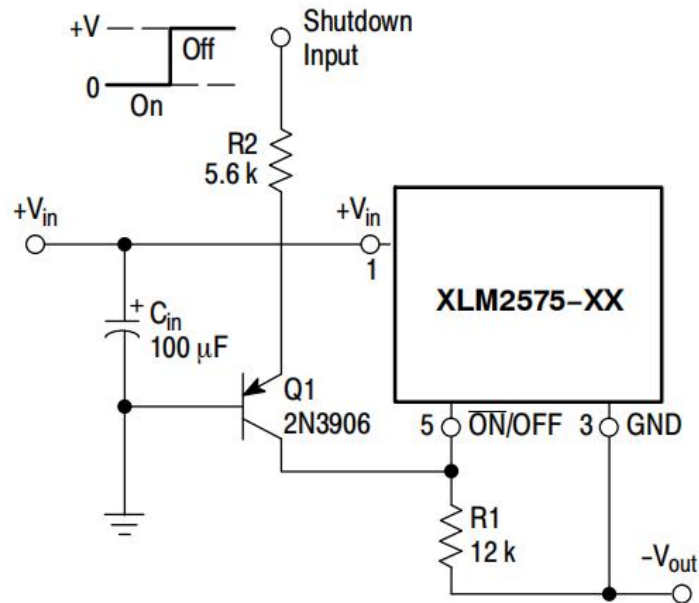 +V
Off
0
On
Shutdown
Input
R2
5.6 k
+Vin
+Vin
1
XLM2575-XX
+
Cin
100 μF
Q1
2N3906
5
ON/OFF
3
GND
R1
12 k
-Vout